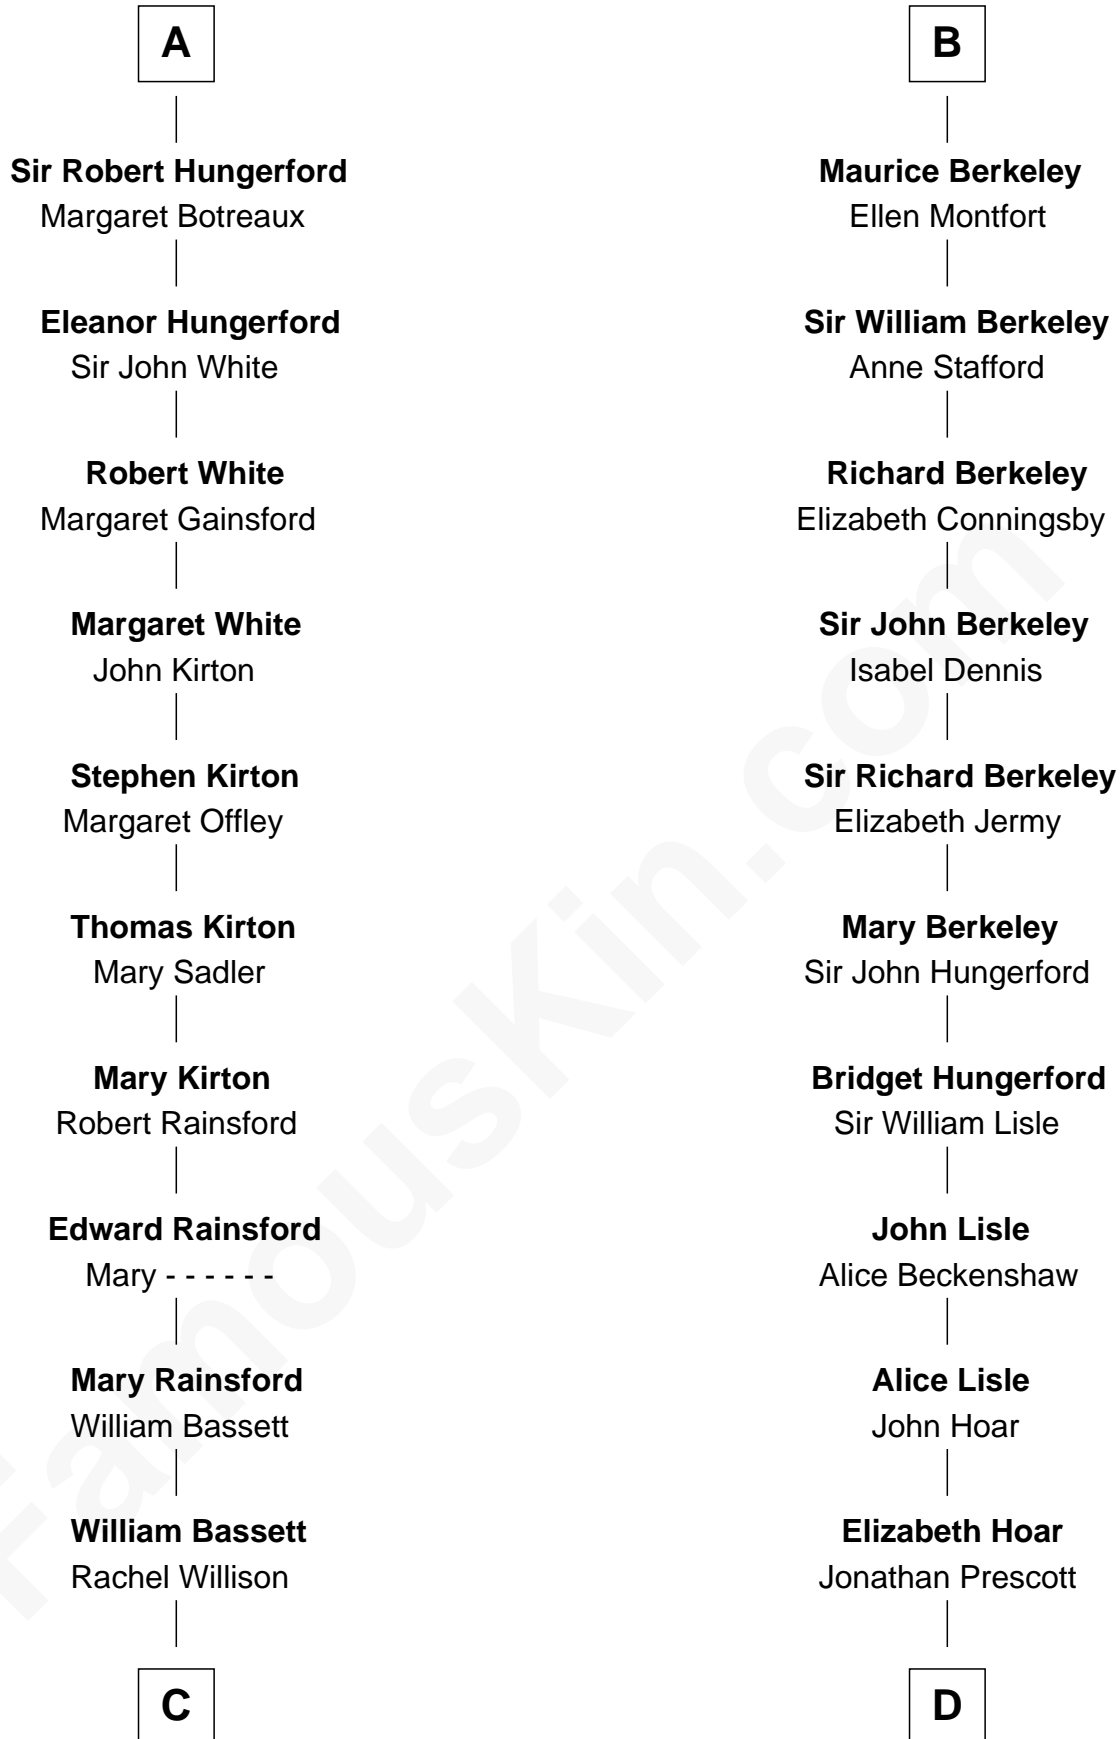 A
Sir Robert Hungerford
Margaret Botreaux
Eleanor Hungerford
Sir John White
Robert White
Margaret Gainsford
Margaret White
John Kirton
Stephen Kirton
Margaret Offley
Thomas Kirton
Mary Sadler
Mary Kirton
Robert Rainsford
Edward Rainsford
Mary - - - - - -
Mary Rainsford
William Bassett
William Bassett
Rachel Willison
C
B
Maurice Berkeley
Ellen Montfort
Sir William Berkeley
Anne Stafford
Richard Berkeley
Elizabeth Conningsby
Sir John Berkeley
Isabel Dennis
Sir Richard Berkeley
Elizabeth Jermy
Mary Berkeley
Sir John Hungerford
Bridget Hungerford
Sir William Lisle
John Lisle
Alice Beckenshaw
Alice Lisle
John Hoar
Elizabeth Hoar
Jonathan Prescott
D
FamousKin.com